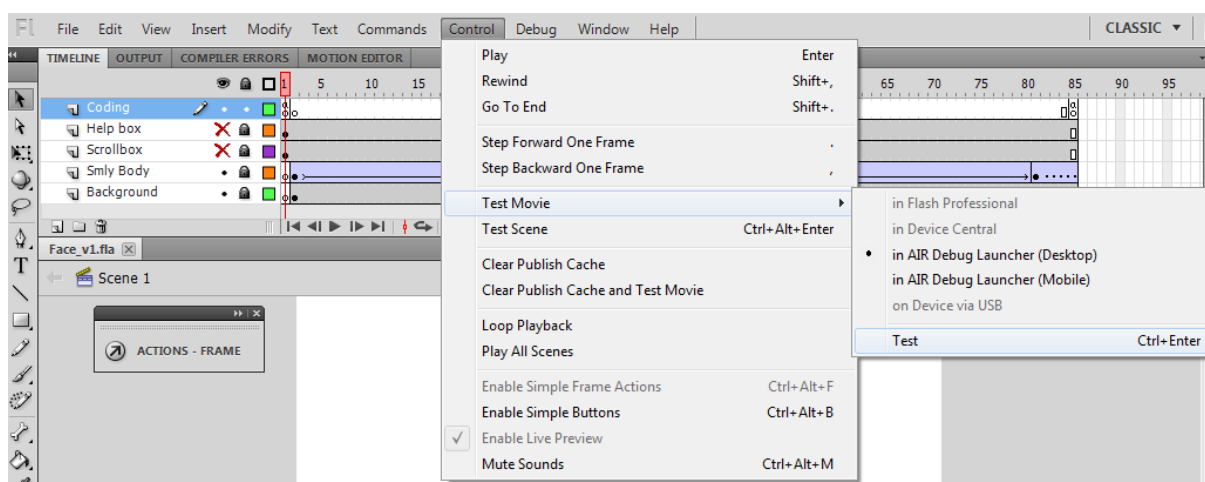 Fl File Edit View Insert Modify Text Commands Control Debug Window Help CLASSIC
TIMELINE OUTPUT COMPILER ERRORS MOTION EDITOR
1 5 10 15 65 70 75 80 85 90 95
Coding
Help box
Scrollbox
Smly Body
Background
Face_v1.fla
Scene 1
ACTIONS - FRAME
Play Enter
Rewind Shift+,
Go To End Shift+.
Step Forward One Frame .
Step Backward One Frame ,
Test Movie
Test Scene Ctrl+Alt+Enter
Clear Publish Cache
Clear Publish Cache and Test Movie
Loop Playback
Play All Scenes
Enable Simple Frame Actions Ctrl+Alt+F
Enable Simple Buttons Ctrl+Alt+B
Enable Live Preview
Mute Sounds Ctrl+Alt+M
in Flash Professional
in Device Central
in AIR Debug Launcher (Desktop)
in AIR Debug Launcher (Mobile)
on Device via USB
Test Ctrl+Enter